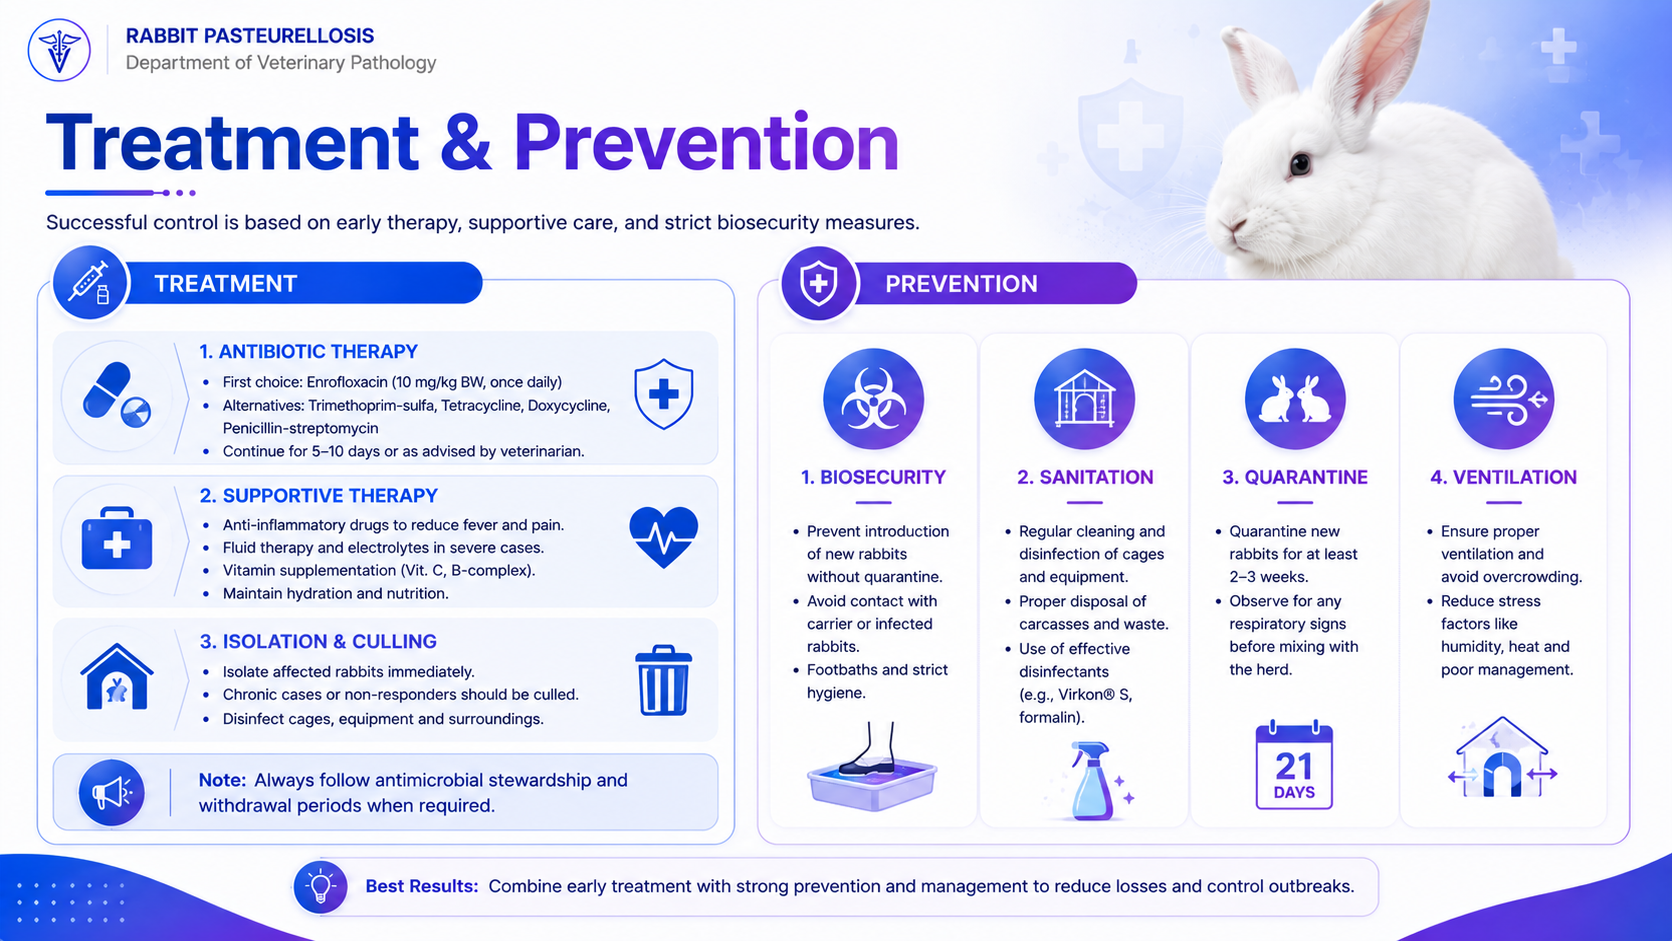 RABBIT PASTEURELLOSIS
Department of Veterinary Pathology
Treatment & Prevention
Successful control is based on early therapy, supportive care, and strict biosecurity measures.
TREATMENT
1. ANTIBIOTIC THERAPY
• First choice: Enrofloxacin (10 mg/kg BW, once daily)
• Alternatives: Trimethoprim-sulfa, Tetracycline, Doxycycline,
Penicillin-streptomycin
• Continue for 5–10 days or as advised by veterinarian.
2. SUPPORTIVE THERAPY
• Anti-inflammatory drugs to reduce fever and pain.
• Fluid therapy and electrolytes in severe cases.
• Vitamin supplementation (Vit. C, B-complex).
• Maintain hydration and nutrition.
3. ISOLATION & CULLING
• Isolate affected rabbits immediately.
• Chronic cases or non-responders should be culled.
• Disinfect cages, equipment and surroundings.
Note: Always follow antimicrobial stewardship and
withdrawal periods when required.
PREVENTION
1. BIOSECURITY
• Prevent introduction
of new rabbits
without quarantine.
• Avoid contact with
carrier or infected
rabbits.
• Footbaths and strict
hygiene.
2. SANITATION
• Regular cleaning and
disinfection of cages
and equipment.
• Proper disposal of
carcasses and waste.
• Use of effective
disinfectants
(e.g., Virkon® S,
formalin).
3. QUARANTINE
• Quarantine new
rabbits for at least
2–3 weeks.
• Observe for any
respiratory signs
before mixing with
the herd.
21
DAYS
4. VENTILATION
• Ensure proper
ventilation and
avoid overcrowding.
• Reduce stress
factors like
humidity, heat and
poor management.
Best Results: Combine early treatment with strong prevention and management to reduce losses and control outbreaks.